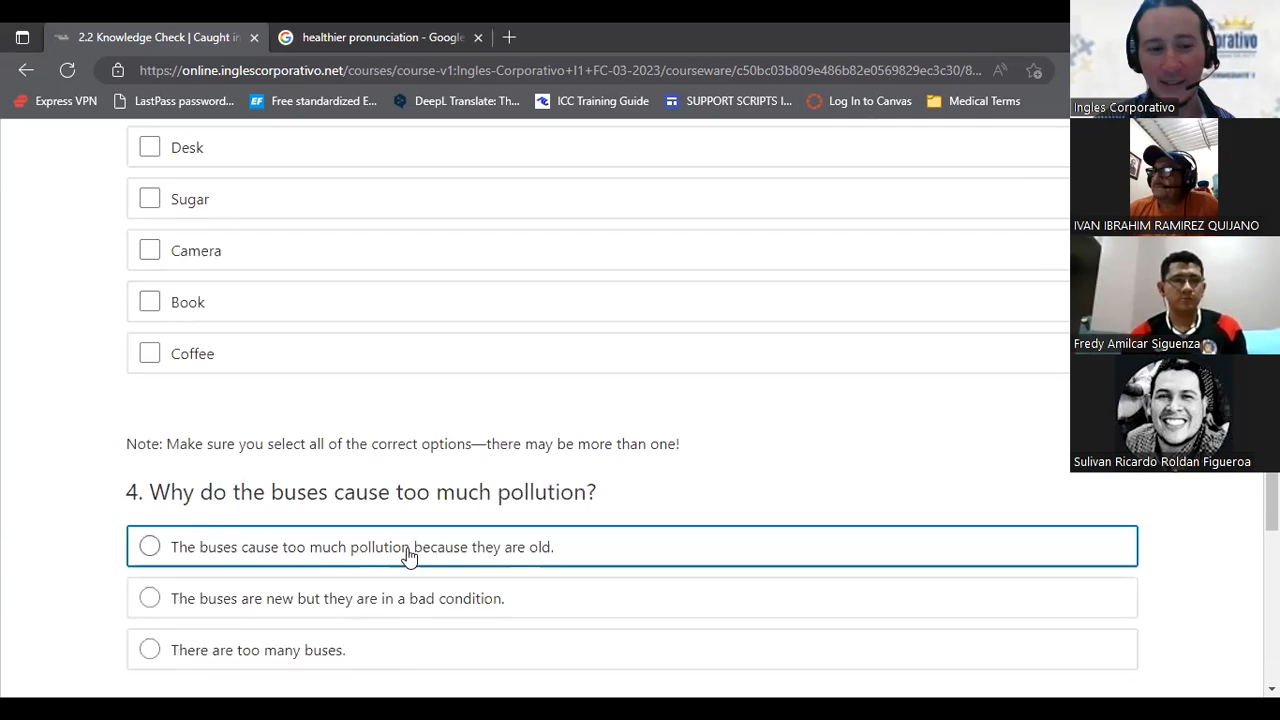 2.2 Knowledge Check | Caught in
healthier pronunciation - Google
https://online.inglescorporativo.net/courses/course-v1:Ingles-Corporativo+I1+FC-03-2023/courseware/c50bc03b809e486b82e0569829ec3c30/8...
Express VPN
LastPass password...
EF Free standardized E...
DeepL Translate: Th...
ICC Training Guide
SUPPORT SCRIPTS I...
Log In to Canvas
Medical Terms
Desk
Sugar
Camera
Book
Coffee
Note: Make sure you select all of the correct options—there may be more than one!
4. Why do the buses cause too much pollution?
The buses cause too much pollution because they are old.
The buses are new but they are in a bad condition.
There are too many buses.
Ingles Corporativo
IVAN IBRAHIM RAMIREZ QUIJANO
Fredy Amilcar Siguenza
Sulivan Ricardo Roldan Figueroa